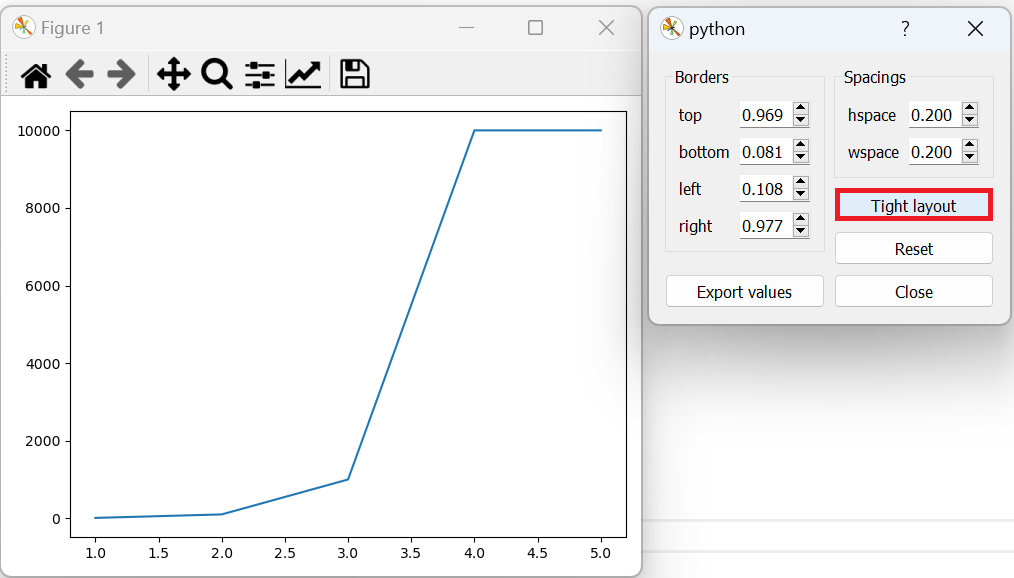 Figure 1
10000
8000
6000
4000
2000
0
1.0 1.5 2.0 2.5 3.0 3.5 4.0 4.5 5.0
python ?
Borders
top 0.969
bottom 0.081
left 0.108
right 0.977
Export values
Spacings
hspace 0.200
wspace 0.200
Tight layout
Reset
Close